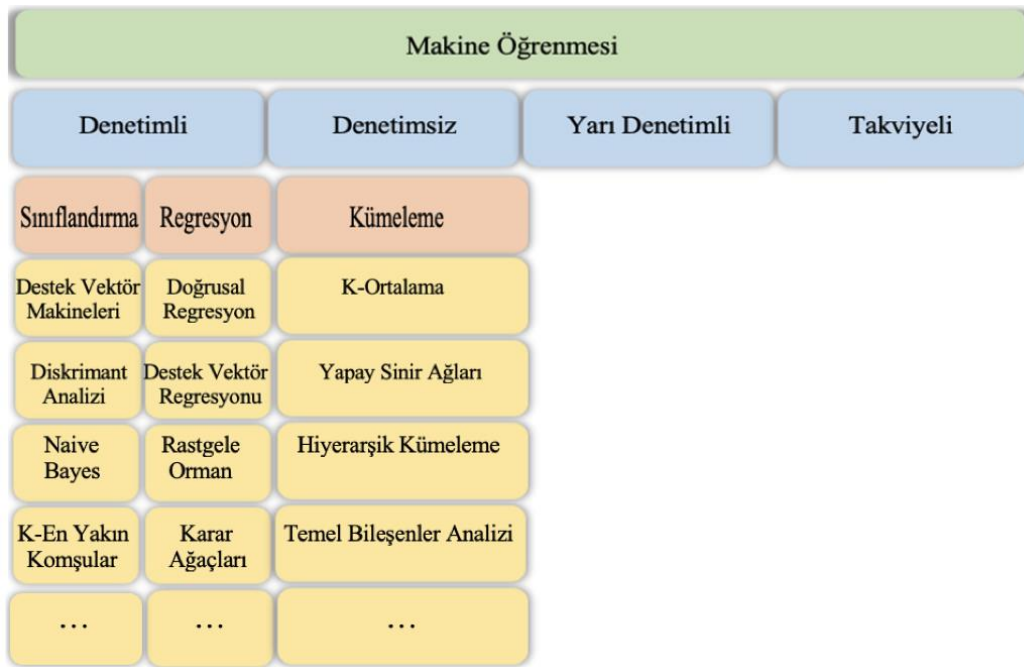 Makine Öğrenmesi
Denetimli
Denetimsiz
Yarı Denetimli
Takviyeli
Sınıflandırma
Regresyon
Kümeleme
Destek Vektör
Makineleri
Doğrusal
Regresyon
K-Ortalama
Diskrimant
Analizi
Destek Vektör
Regresyonu
Yapay Sinir Ağları
Naive
Bayes
Rastgele
Orman
Hiyerarşik Kümeleme
K-En Yakın
Komşular
Karar
Ağaçları
Temel Bileşenler Analizi
…
…
…